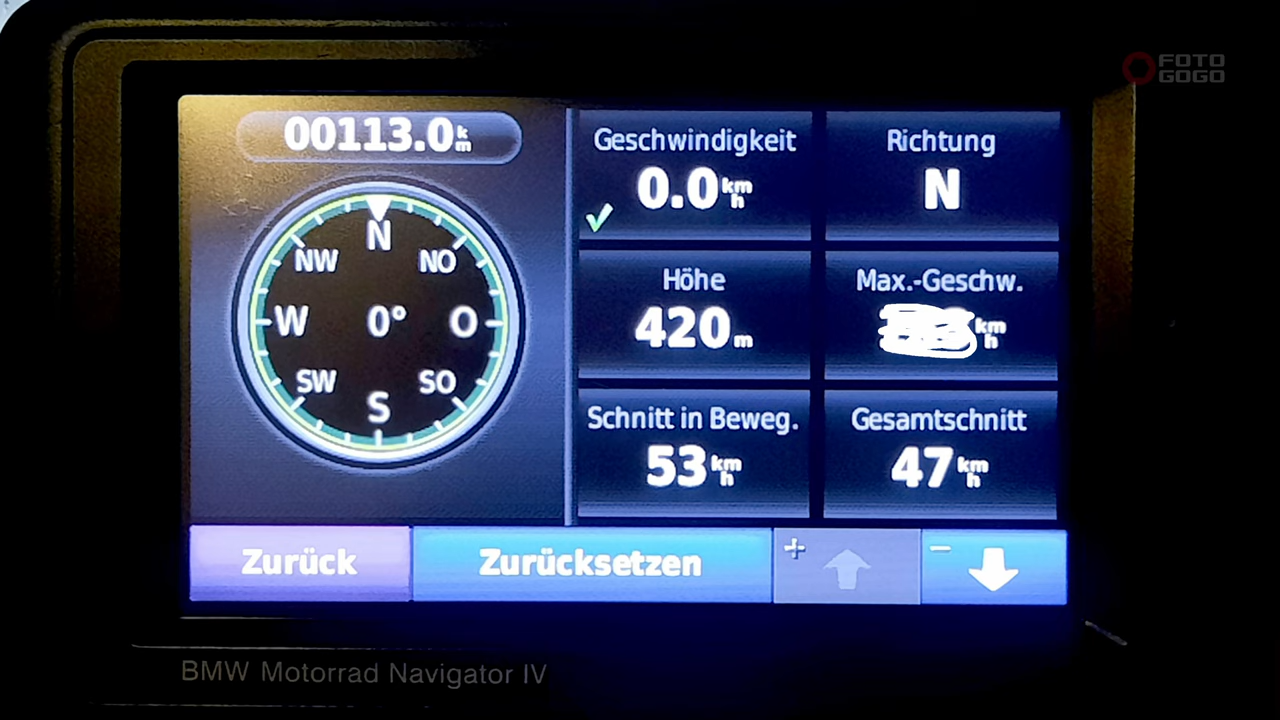 FOTO
GOGO
00113.0 km
Geschwindigkeit
0.0 km/h
Richtung
N
N
NW
NO
W
0°
O
SW
SO
S
Höhe
420 m
Max.-Geschw.
km/h
Schnitt in Beweg.
53 km/h
Gesamtschnitt
47 km/h
Zurück
Zurücksetzen
+
−
BMW Motorrad Navigator IV